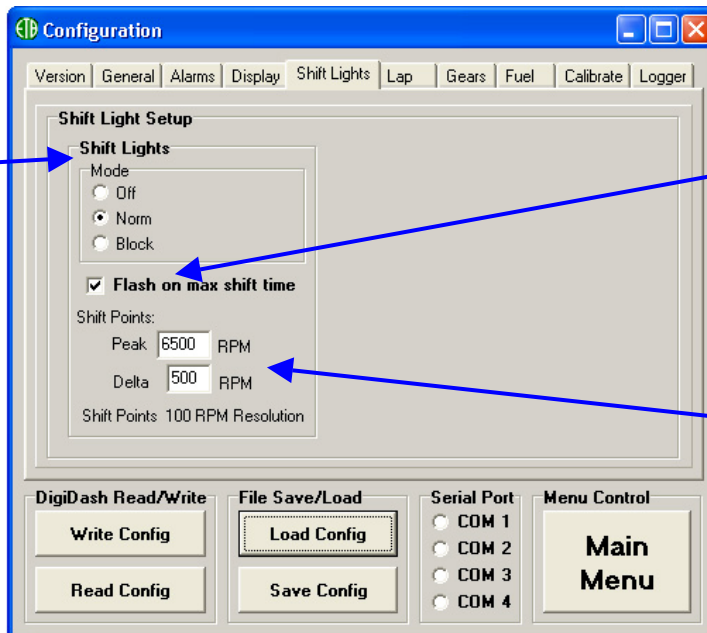 ETB Configuration
Version General Alarms Display Shift Lights Lap Gears Fuel Calibrate Logger
Shift Light Setup
Shift Lights
Mode
Off
Norm
Block
Flash on max shift time
Shift Points:
Peak 6500 RPM
Delta 500 RPM
Shift Points 100 RPM Resolution
DigiDash Read/Write
Write Config
Read Config
File Save/Load
Load Config
Save Config
Serial Port
COM 1
COM 2
COM 3
COM 4
Menu Control
Main
Menu